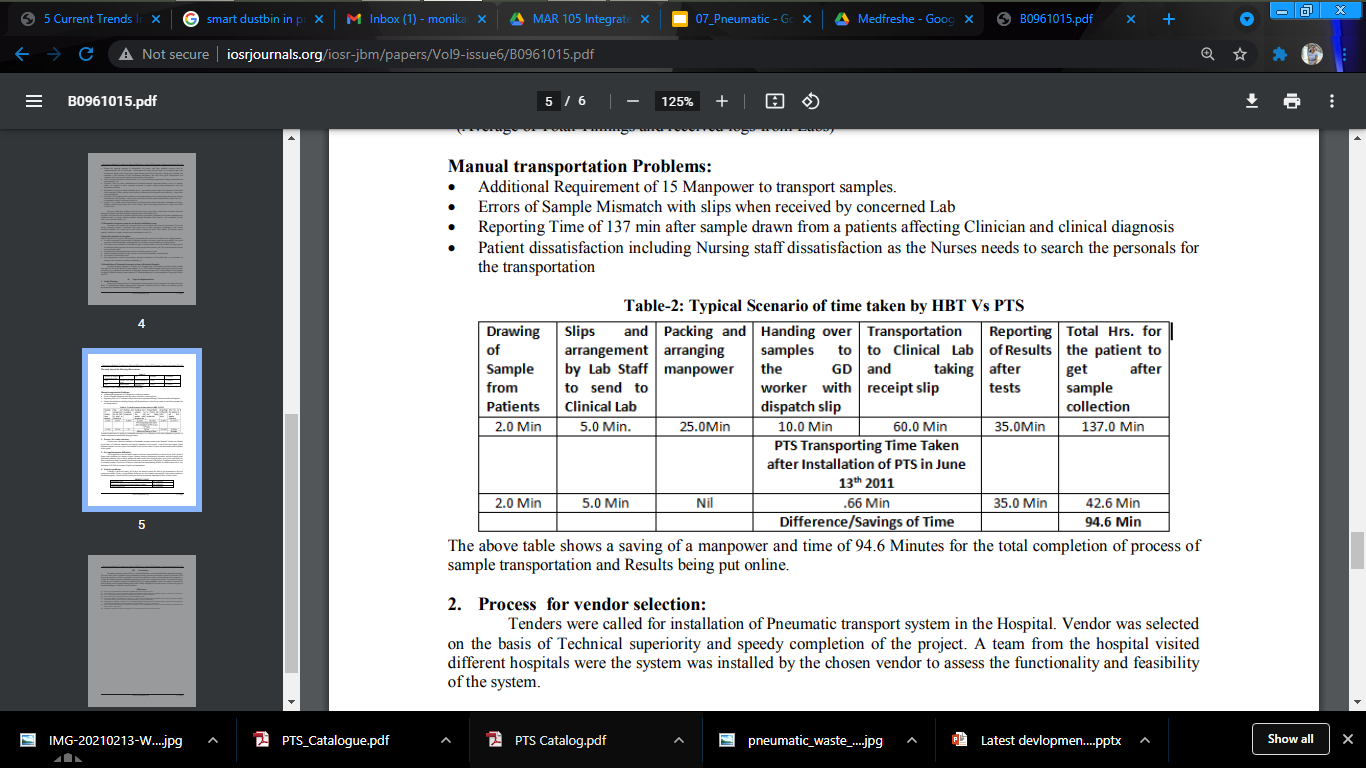 5 Current Trends I
smart dustbin in p
Inbox (1) - monika
MAR 105 Integrate
07_Pneumatic - Go
Medfreshe - Goog
B0961015.pdf
Not secure | iosrjournals.org/iosr-jbm/papers/Vol9-issue6/B0961015.pdf
B0961015.pdf
5 / 6
125%
4
5
(Average of Total Timings and received logs from Labs)
Manual transportation Problems:
• Additional Requirement of 15 Manpower to transport samples.
• Errors of Sample Mismatch with slips when received by concerned Lab
• Reporting Time of 137 min after sample drawn from a patients affecting Clinician and clinical diagnosis
• Patient dissatisfaction including Nursing staff dissatisfaction as the Nurses needs to search the personals for
the transportation
Table-2: Typical Scenario of time taken by HBT Vs PTS
Drawing
of
Sample
from
Patients
Slips and
arrangement
by Lab Staff
to send to
Clinical Lab
Packing and
arranging
manpower
Handing over
samples to
the GD
worker with
dispatch slip
Transportation
to Clinical Lab
and taking
receipt slip
Reporting
of Results
after
tests
Total Hrs. for
the patient to
get after
sample
collection
2.0 Min
5.0 Min.
25.0Min
10.0 Min
60.0 Min
35.0Min
137.0 Min
PTS Transporting Time Taken
after Installation of PTS in June
13th 2011
2.0 Min
5.0 Min
Nil
.66 Min
35.0 Min
42.6 Min
Difference/Savings of Time
94.6 Min
The above table shows a saving of a manpower and time of 94.6 Minutes for the total completion of process of
sample transportation and Results being put online.
2. Process for vendor selection:
Tenders were called for installation of Pneumatic transport system in the Hospital. Vendor was selected
on the basis of Technical superiority and speedy completion of the project. A team from the hospital visited
different hospitals were the system was installed by the chosen vendor to assess the functionality and feasibility
of the system.
IMG-20210213-W....jpg
PTS_Catalogue.pdf
PTS Catalog.pdf
pneumatic_waste_....jpg
Latest devlopmen....pptx
Show all